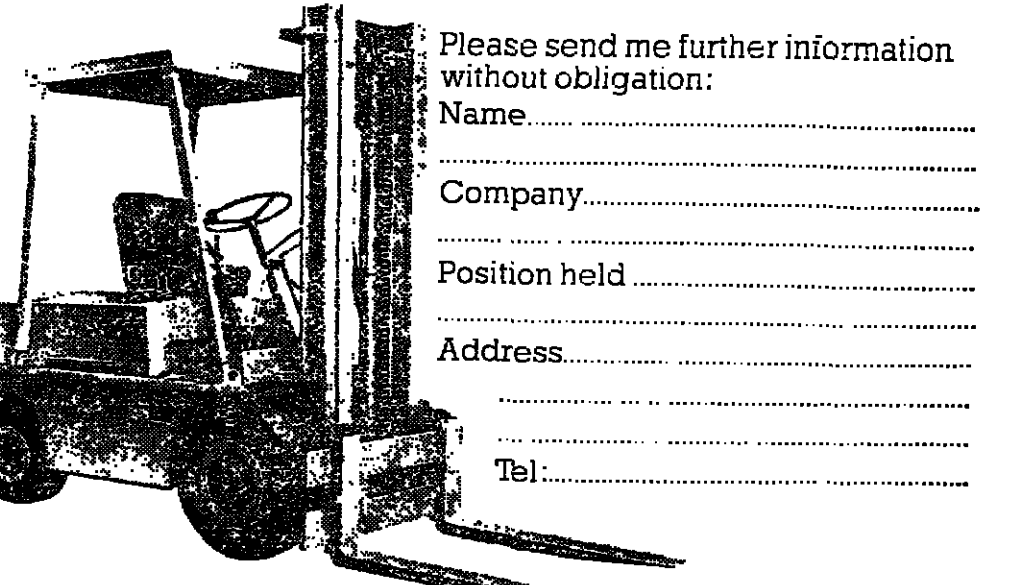 Please send me further information
without obligation:
Name
Company
Position held
Address
Tel: